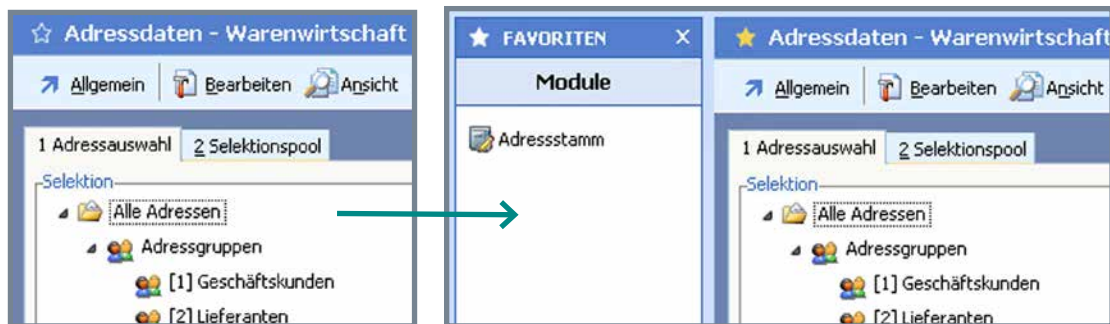 Adressdaten - Warenwirtschaft
Allgemein Bearbeiten Ansicht
1 Adressauswahl 2 Selektionspool
Selektion
Alle Adressen
Adressgruppen
[1] Geschäftskunden
[2] Lieferanten
FAVORITEN X
Module
Adressstamm
Adressdaten - Warenwirtschaft
Allgemein Bearbeiten Ansicht
1 Adressauswahl 2 Selektionspool
Selektion
Alle Adressen
Adressgruppen
[1] Geschäftskunden
[2] Lieferanten